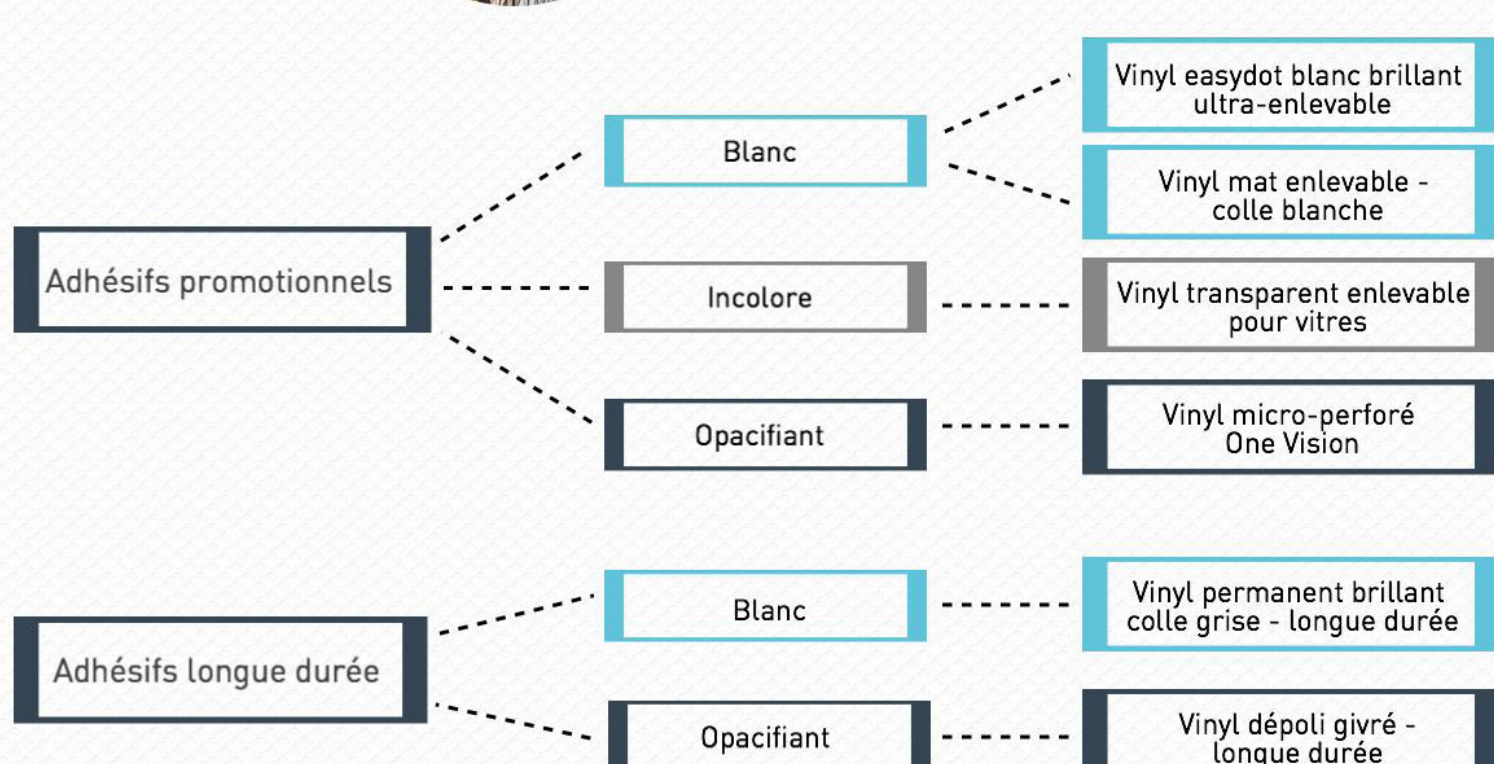 Adhésifs promotionnels
Blanc
Vinyl easydot blanc brillant
ultra-enlevable
Vinyl mat enlevable -
colle blanche
Incolore
Vinyl transparent enlevable
pour vitres
Opacifiant
Vinyl micro-perforé
One Vision
Adhésifs longue durée
Blanc
Vinyl permanent brillant
colle grise - longue durée
Opacifiant
Vinyl dépoli givré -
longue durée